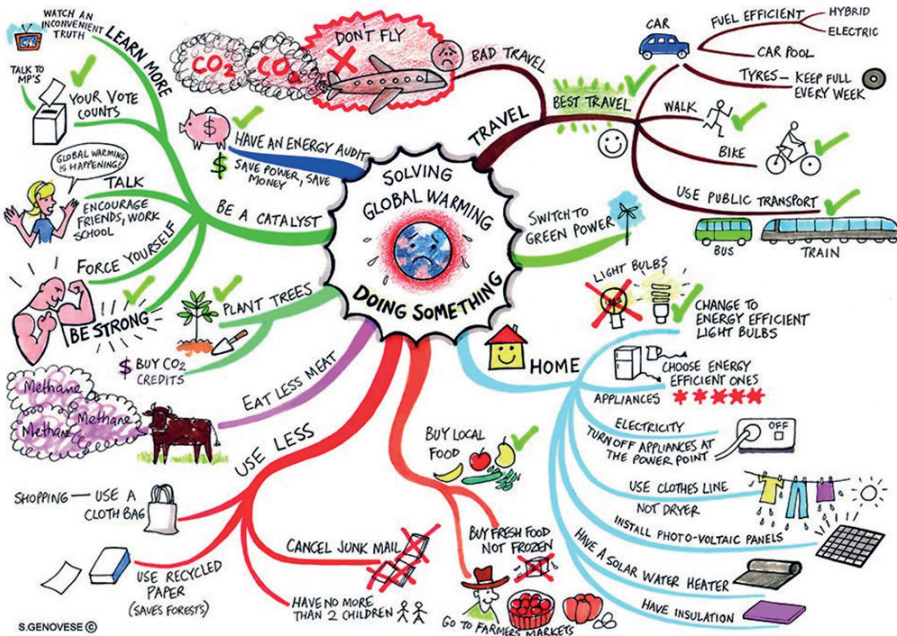 SOLVING
GLOBAL WARMING
DOING SOMETHING
TRAVEL
BAD TRAVEL
DON'T FLY
CO2
CO2
BEST TRAVEL
CAR
FUEL EFFICIENT
HYBRID
ELECTRIC
CAR POOL
TYRES — KEEP FULL
EVERY WEEK
WALK
BIKE
USE PUBLIC TRANSPORT
BUS
TRAIN
SWITCH TO
GREEN POWER
HOME
LIGHT BULBS
CHANGE TO
ENERGY EFFICIENT
LIGHT BULBS
APPLIANCES
CHOOSE ENERGY
EFFICIENT ONES
ELECTRICITY
TURN OFF APPLIANCES AT
THE POWER POINT
OFF
USE CLOTHES LINE
NOT DRYER
INSTALL PHOTO-VOLTAIC PANELS
HAVE A SOLAR WATER HEATER
HAVE INSULATION
BUY LOCAL
FOOD
BUY FRESH FOOD
NOT FROZEN
GO TO FARMERS MARKETS
USE LESS
SHOPPING — USE A
CLOTH BAG
USE RECYCLED
PAPER
(SAVES FORESTS)
CANCEL JUNK MAIL
HAVE NO MORE
THAN 2 CHILDREN
EAT LESS MEAT
Methane
Methane
Methane
PLANT TREES
$ BUY CO2
CREDITS
BE A CATALYST
LEARN MORE
WATCH AN
INCONVENIENT
TRUTH
TALK TO
MP'S
YOUR VOTE
COUNTS
GLOBAL WARMING
IS HAPPENING!
TALK
ENCOURAGE
FRIENDS, WORK
SCHOOL
FORCE YOURSELF
BE STRONG
$
HAVE AN ENERGY AUDIT
$ SAVE POWER, SAVE
MONEY
S.GENOVESE ©